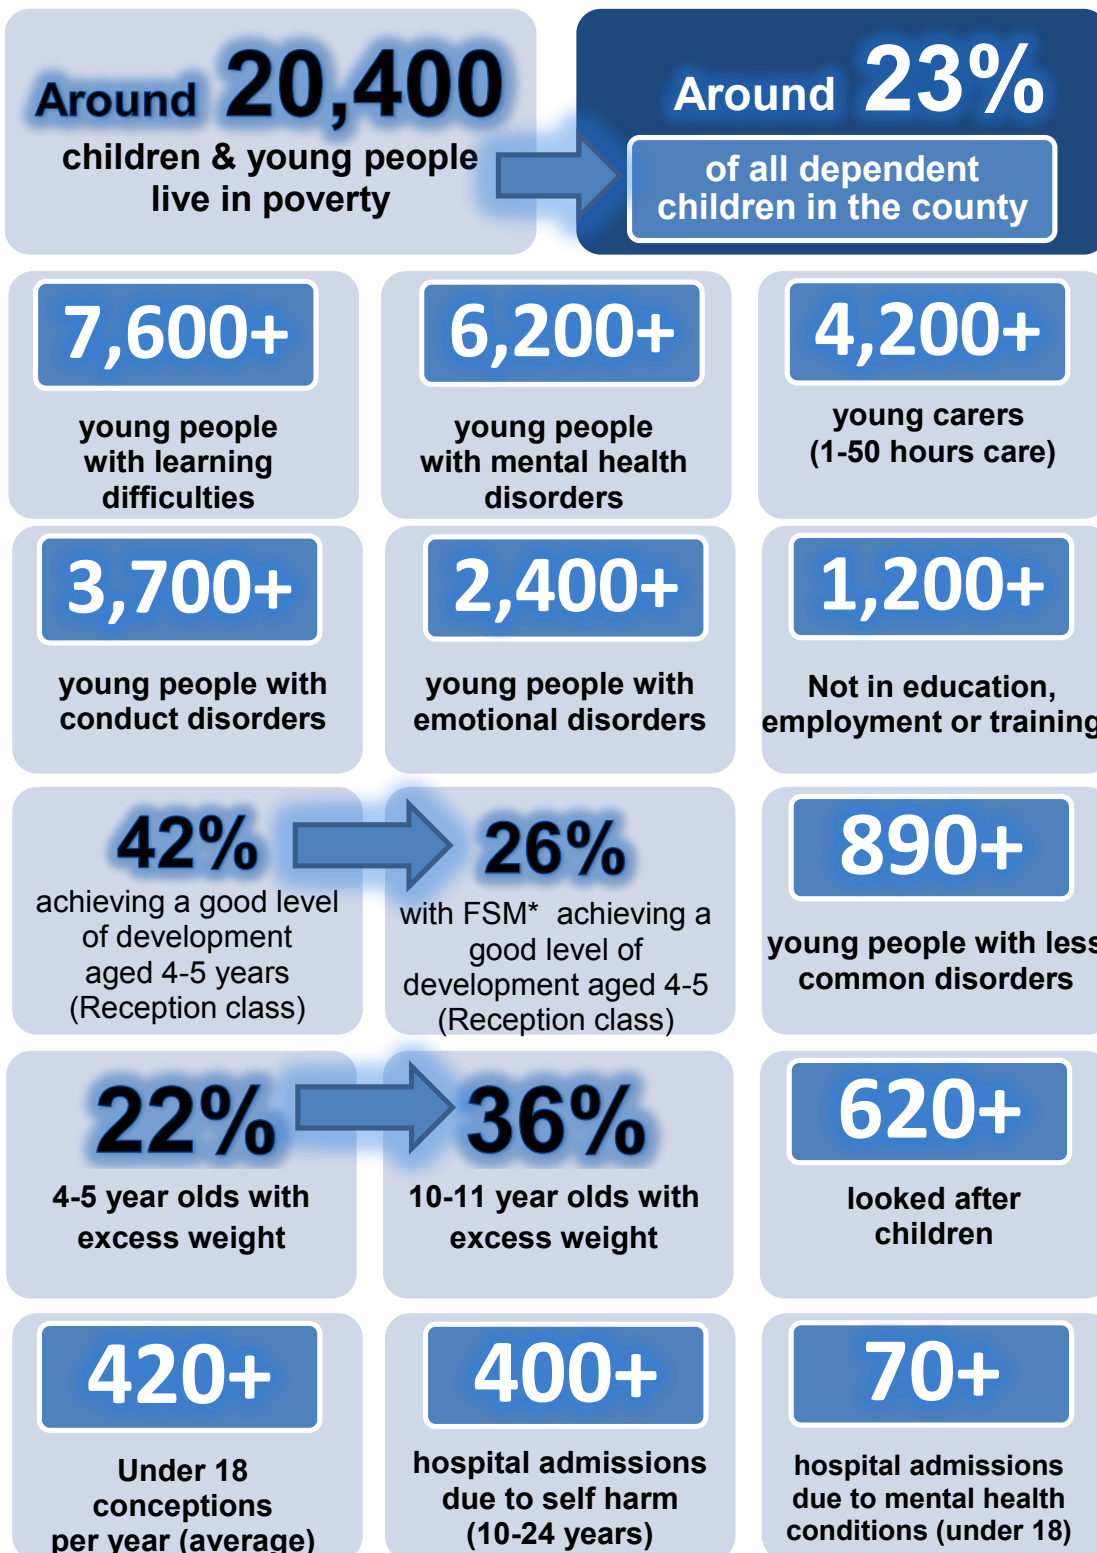 Around 20,400
children & young people
live in poverty
Around 23%
of all dependent
children in the county
7,600+
young people
with learning
difficulties
6,200+
young people
with mental health
disorders
4,200+
young carers
(1-50 hours care)
3,700+
young people with
conduct disorders
2,400+
young people with
emotional disorders
1,200+
Not in education,
employment or training
42%
achieving a good level
of development
aged 4-5 years
(Reception class)
26%
with FSM* achieving a
good level of
development aged 4-5
(Reception class)
890+
young people with less
common disorders
22%
4-5 year olds with
excess weight
36%
10-11 year olds with
excess weight
620+
looked after
children
420+
Under 18
conceptions
per year (average)
400+
hospital admissions
due to self harm
(10-24 years)
70+
hospital admissions
due to mental health
conditions (under 18)